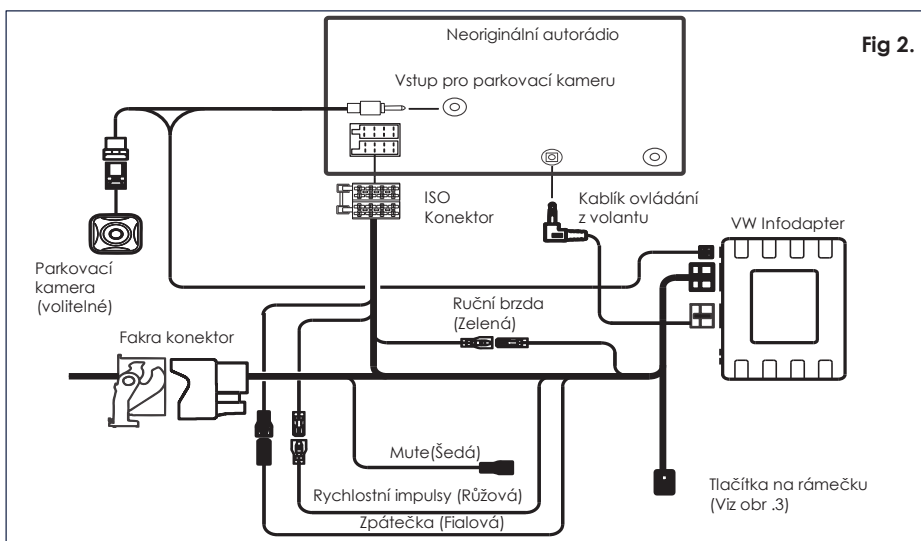 Neoriginální autorádio
Fig 2.
Vstup pro parkovací kameru
ISO
Konektor
Kablík ovládání
z volantu
VW Infodapter
Parkovací
kamera
(volitelné)
Ruční brzda
(Zelená)
Fakra konektor
Mute(Šedá)
Tlačítka na rámečku
(Viz obr .3)
Rychlostní impulsy (Růžová)
Zpátečka (Fialová)